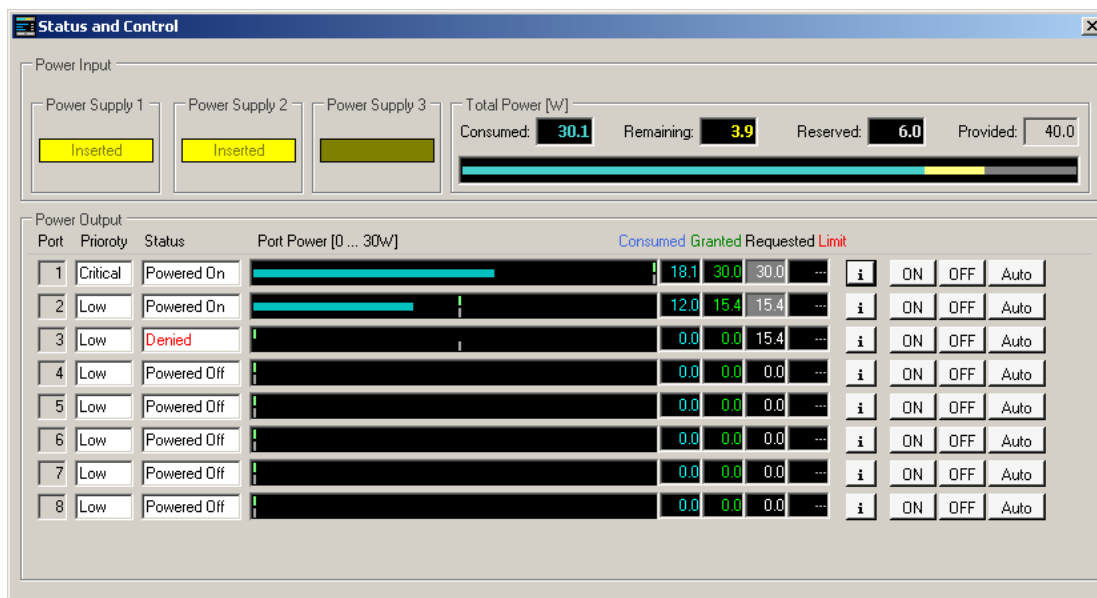 Status and Control
Power Input
Power Supply 1 Power Supply 2 Power Supply 3 Total Power [W]
Inserted Inserted Consumed: 30.1 Remaining: 3.9 Reserved: 6.0 Provided: 40.0
Power Output
Port Prioroty Status Port Power [0 ... 30W] Consumed Granted Requested Limit
1 Critical Powered On 18.1 30.0 30.0 --- i ON OFF Auto
2 Low Powered On 12.0 15.4 15.4 --- i ON OFF Auto
3 Low Denied 0.0 0.0 15.4 --- i ON OFF Auto
4 Low Powered Off 0.0 0.0 0.0 --- i ON OFF Auto
5 Low Powered Off 0.0 0.0 0.0 --- i ON OFF Auto
6 Low Powered Off 0.0 0.0 0.0 --- i ON OFF Auto
7 Low Powered Off 0.0 0.0 0.0 --- i ON OFF Auto
8 Low Powered Off 0.0 0.0 0.0 --- i ON OFF Auto